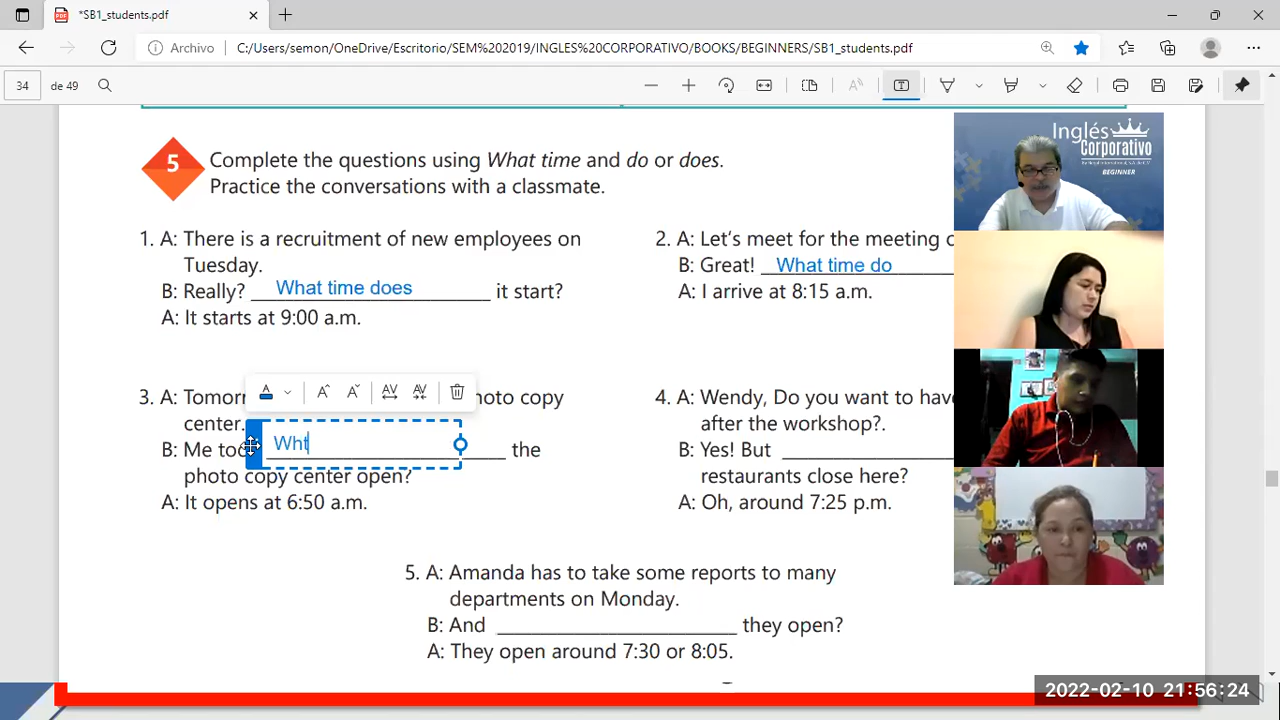 *SB1_students.pdf
Archivo
C:/Users/semon/OneDrive/Escritorio/SEM%202019/INGLES%20CORPORATIVO/BOOKS/BEGINNERS/SB1_students.pdf
34 de 49
5 Complete the questions using What time and do or does.
Practice the conversations with a classmate.
1. A: There is a recruitment of new employees on
Tuesday.
B: Really? What time does it start?
A: It starts at 9:00 a.m.
2. A: Let's meet for the meeting
B: Great! What time do
A: I arrive at 8:15 a.m.
3. A: Tomorr hoto copy
center.
B: Me too Wht the
photo copy center open?
A: It opens at 6:50 a.m.
4. A: Wendy, Do you want to have
after the workshop?.
B: Yes! But
restaurants close here?
A: Oh, around 7:25 p.m.
5. A: Amanda has to take some reports to many
departments on Monday.
B: And they open?
A: They open around 7:30 or 8:05.
Inglés
Corporativo
BEGINNER
2022-02-10 21:56:24